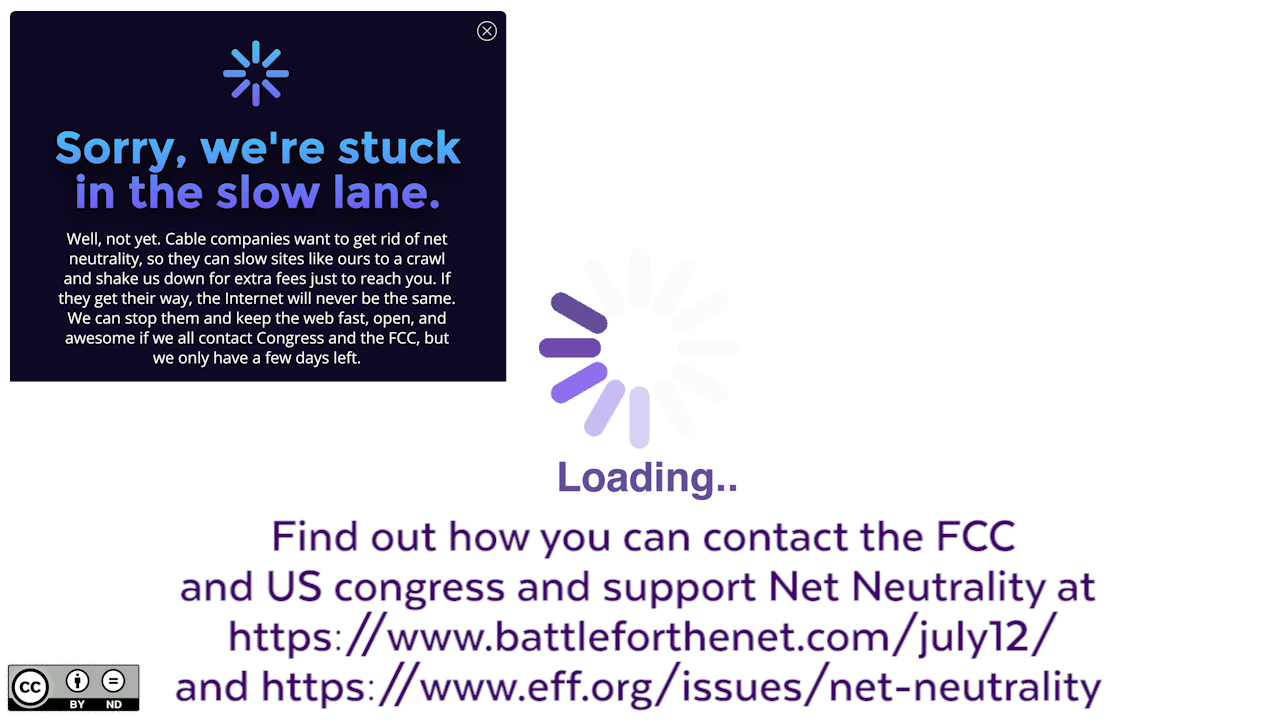 Sorry, we're stuck
in the slow lane.
Well, not yet. Cable companies want to get rid of net
neutrality, so they can slow sites like ours to a crawl
and shake us down for extra fees just to reach you. If
they get their way, the Internet will never be the same.
We can stop them and keep the web fast, open, and
awesome if we all contact Congress and the FCC, but
we only have a few days left.
Loading..
Find out how you can contact the FCC
and US congress and support Net Neutrality at
https://www.battleforthenet.com/july12/
and https://www.eff.org/issues/net-neutrality
CC
BY ND